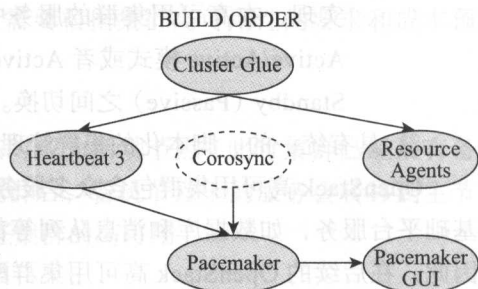 BUILD ORDER
Cluster Glue
Heartbeat 3
Corosync
Resource
Agents
Pacemaker
Pacemaker
GUI